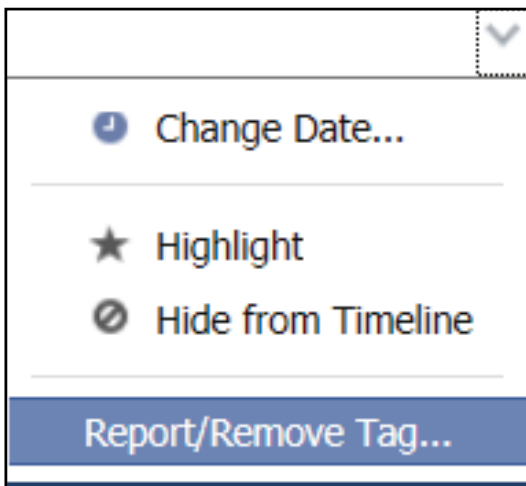 Change Date...
Highlight
Hide from Timeline
Report/Remove Tag...